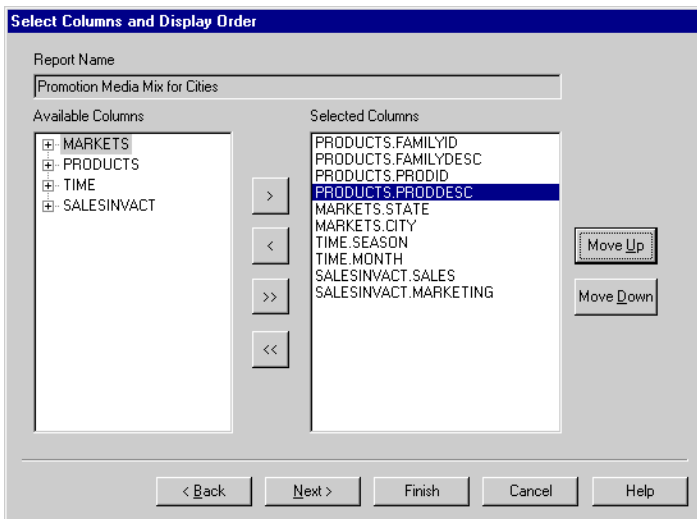 Select Columns and Display Order
Report Name
Promotion Media Mix for Cities
Available Columns
MARKETS
PRODUCTS
TIME
SALESINVACT
>
<
>>
<<
Selected Columns
PRODUCTS.FAMILYID
PRODUCTS.FAMILYDESC
PRODUCTS.PRODID
PRODUCTS.PRODDESC
MARKETS.STATE
MARKETS.CITY
TIME.SEASON
TIME.MONTH
SALESINVACT.SALES
SALESINVACT.MARKETING
Move Up
Move Down
< Back
Next >
Finish
Cancel
Help